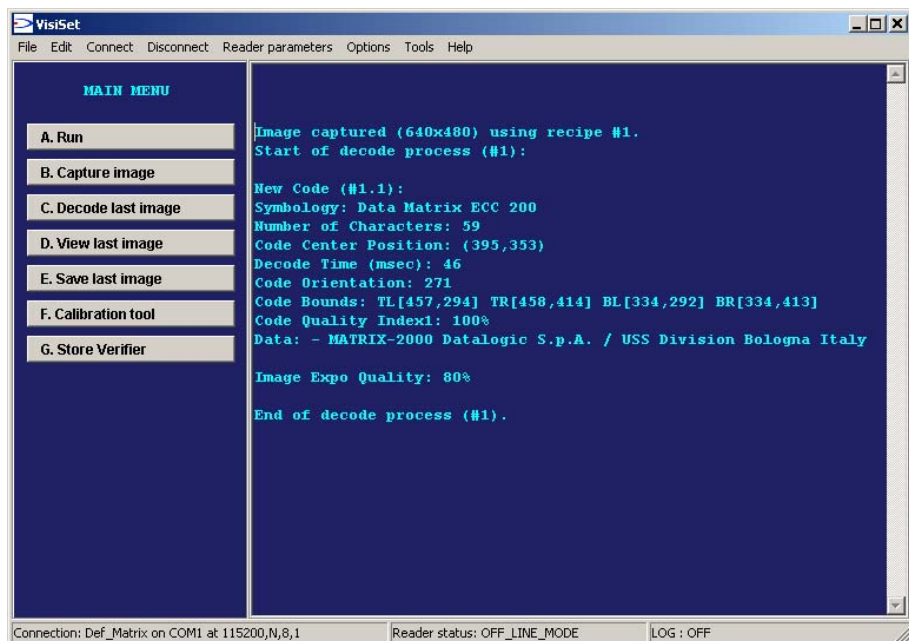 VisiSet
File Edit Connect Disconnect Reader parameters Options Tools Help
MAIN MENU
A. Run
B. Capture image
C. Decode last image
D. View last image
E. Save last image
F. Calibration tool
G. Store Verifier
Image captured (640x480) using recipe #1.
Start of decode process (#1):
New Code (#1.1):
Symbology: Data Matrix ECC 200
Number of Characters: 59
Code Center Position: (395,353)
Decode Time (msec): 46
Code Orientation: 271
Code Bounds: TL[457,294] TR[458,414] BL[334,292] BR[334,413]
Code Quality Index1: 100%
Data: - MATRIX-2000 Datalogic S.p.A. / USS Division Bologna Italy
Image Expo Quality: 80%
End of decode process (#1).
Connection: Def_Matrix on COM1 at 115200,N,8,1 Reader status: OFF_LINE_MODE LOG : OFF